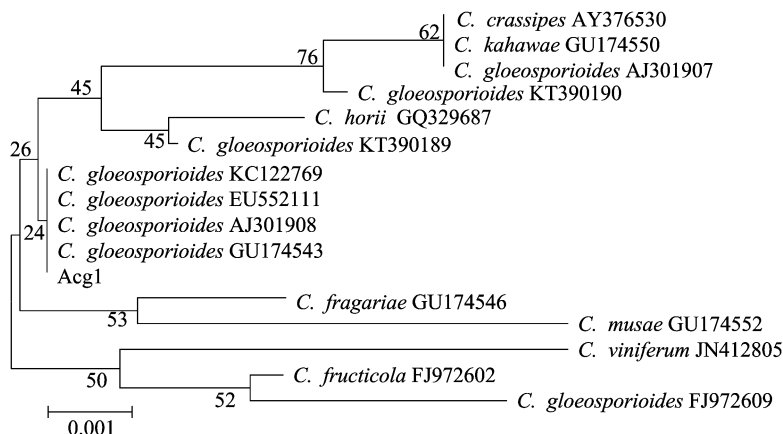 62 C. crassipes AY376530
C. kahawae GU174550
76 C. gloeosporioides AJ301907
45 C. gloeosporioides KT390190
C. horii GQ329687
45 C. gloeosporioides KT390189
26
C. gloeosporioides KC122769
C. gloeosporioides EU552111
C. gloeosporioides AJ301908
24 C. gloeosporioides GU174543
Acg1
C. fragariae GU174546
53 C. musae GU174552
C. viniferum JN412805
50 C. fructicola FJ972602
52 C. gloeosporioides FJ972609
0.001